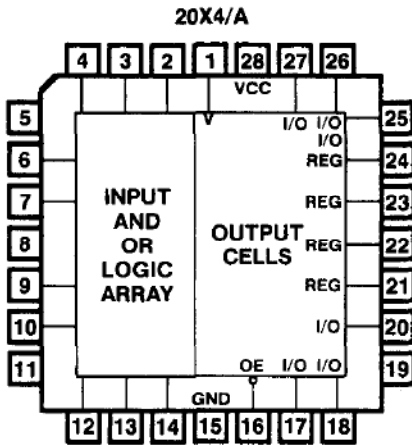 20X4/A
4 3 2 1 28 27 26
VCC
5 25
I/O I/O
I/O
6 REG 24
7 REG 23
8 REG 22
9 REG 21
10 I/O 20
11 19
INPUT
AND
OR
LOGIC
ARRAY
OUTPUT
CELLS
OE I/O I/O
GND
12 13 14 15 16 17 18